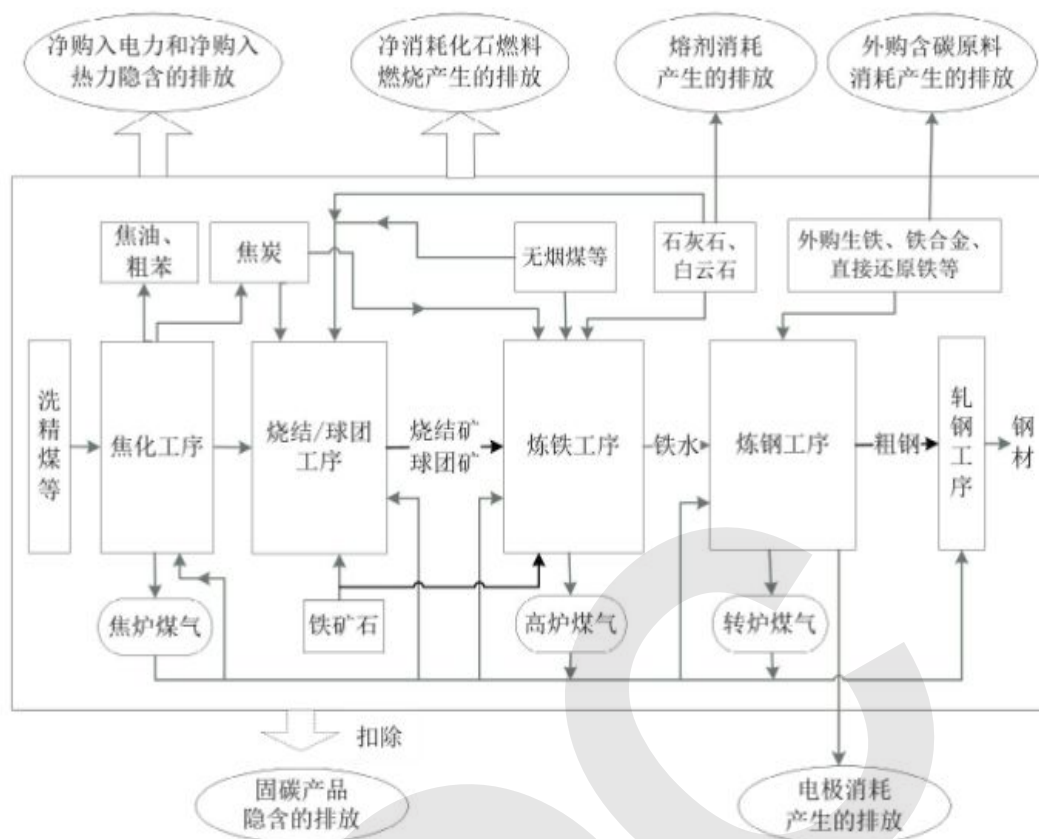 净购入电力和净购入
热力隐含的排放
净消耗化石燃料
燃烧产生的排放
熔剂消耗
产生的排放
外购含碳原料
消耗产生的排放
焦油、
粗苯
焦炭
无烟煤等
石灰石、
白云石
外购生铁、铁合金、
直接还原铁等
洗精煤等
焦化工序
烧结/球团
工序
烧结矿
球团矿
炼铁工序
铁水
炼钢工序
粗钢
轧钢工序
钢材
焦炉煤气
铁矿石
高炉煤气
转炉煤气
扣除
固碳产品
隐含的排放
电极消耗
产生的排放